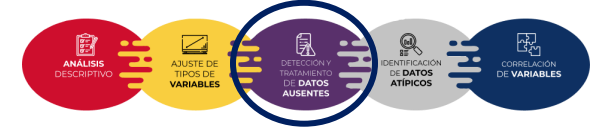 ANÁLISIS
DESCRIPTIVO
AJUSTE DE
TIPOS DE
VARIABLES
DETECCIÓN Y
TRATAMIENTO
DE DATOS
AUSENTES
IDENTIFICACIÓN
DE DATOS
ATÍPICOS
CORRELACIÓN
DE VARIABLES